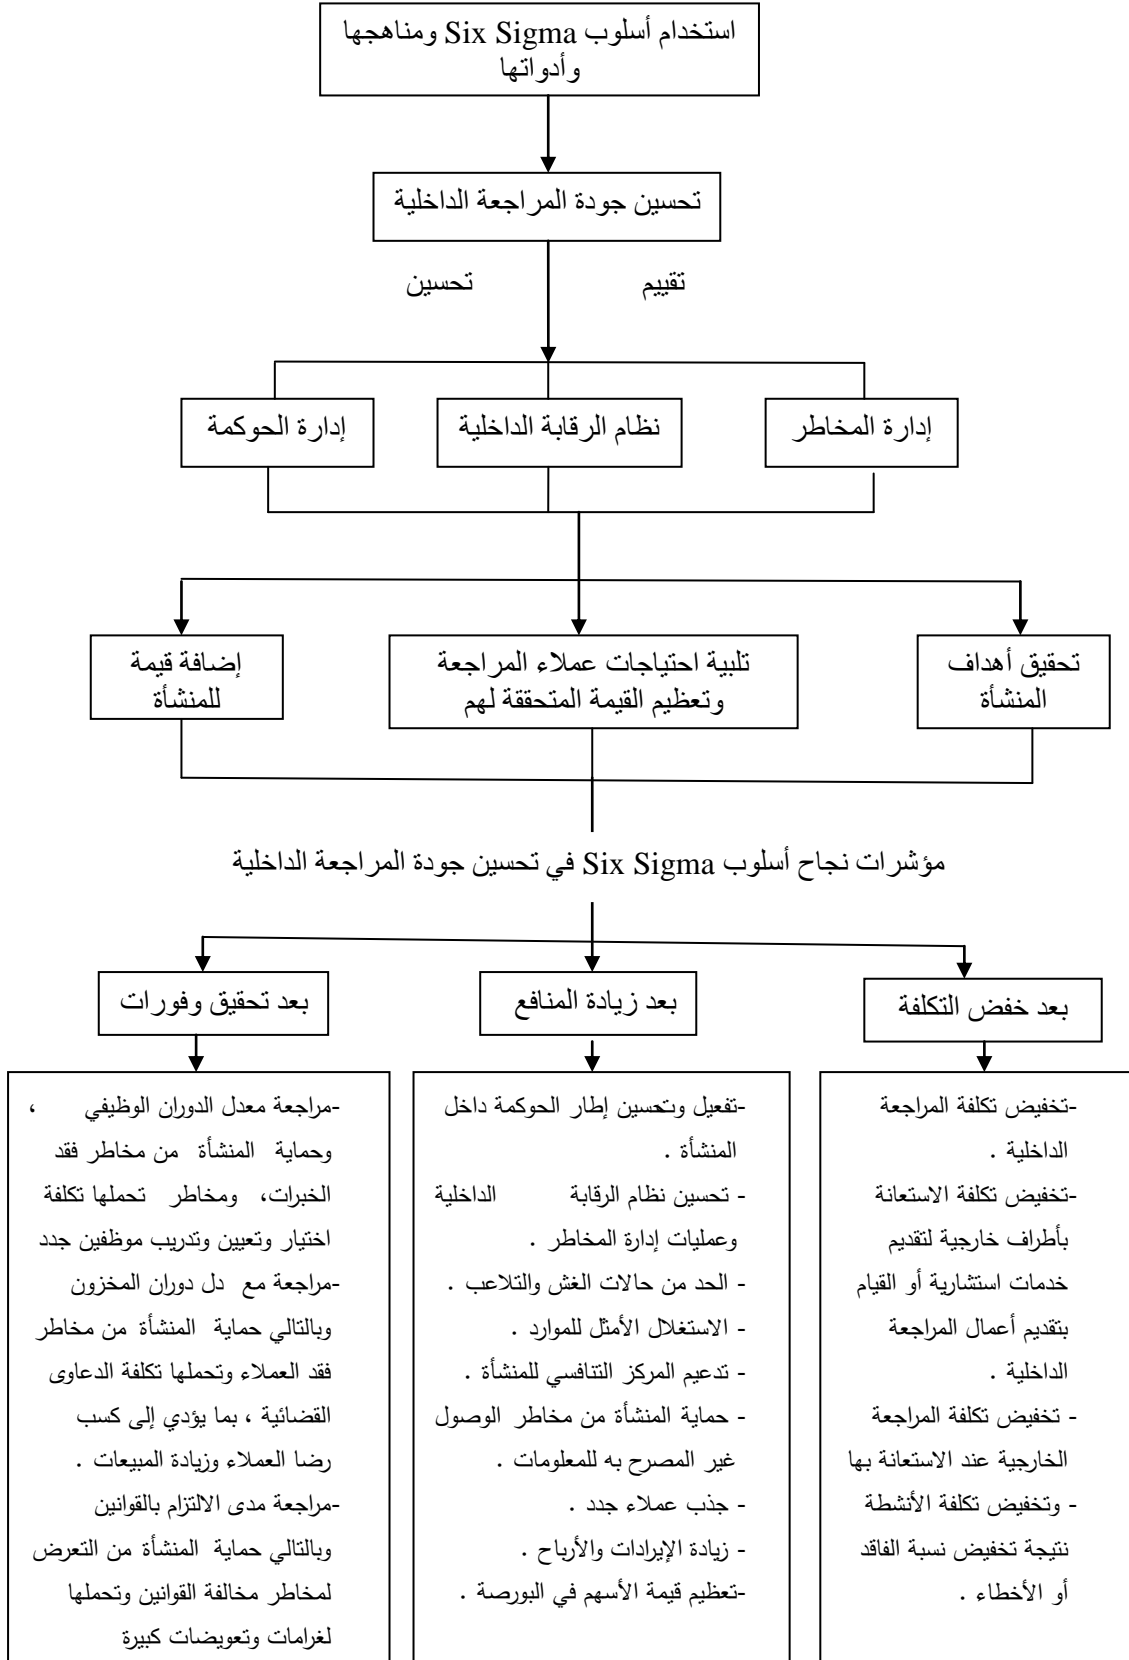 استخدام أسلوب Six Sigma ومناهجها
وأدواتها
تحسين جودة المراجعة الداخلية
تقييم
تحسين
إدارة المخاطر
نظام الرقابة الداخلية
إدارة الحوكمة
تحقيق أهداف
المنشأة
تلبية احتياجات عملاء المراجعة
وتعظيم القيمة المتحققة لهم
إضافة قيمة
للمنشأة
مؤشرات نجاح أسلوب Six Sigma في تحسين جودة المراجعة الداخلية
بعد خفض التكلفة
بعد زيادة المنافع
بعد تحقيق وفورات
-تخفيض تكلفة المراجعة
الداخلية .
-تخفيض تكلفة الاستعانة
بأطراف خارجية لتقديم
خدمات استشارية أو القيام
بتقديم أعمال المراجعة
الداخلية .
- تخفيض تكلفة المراجعة
الخارجية عند الاستعانة بها
- وتخفيض تكلفة الأنشطة
نتيجة تخفيض نسبة الفاقد
أو الأخطاء .
-تفعيل وتحسين إطار الحوكمة داخل
المنشأة .
- تحسين نظام الرقابة الداخلية
وعمليات إدارة المخاطر .
- الحد من حالات الغش والتلاعب .
- الاستغلال الأمثل للموارد .
- تدعيم المركز التنافسي للمنشأة .
- حماية المنشأة من مخاطر الوصول
غير المصرح به للمعلومات .
- جذب عملاء جدد .
- زيادة الإيرادات والأرباح .
-تعظيم قيمة الأسهم في البورصة .
-مراجعة معدل الدوران الوظيفي ،
وحماية المنشأة من مخاطر فقد
الخبرات، ومخاطر تحملها تكلفة
اختيار وتعيين وتدريب موظفين جدد
-مراجعة مع دل دوران المخزون
وبالتالي حماية المنشأة من مخاطر
فقد العملاء وتحملها تكلفة الدعاوى
القضائية ، بما يؤدي إلى كسب
رضا العملاء وزيادة المبيعات .
-مراجعة مدى الالتزام بالقوانين
وبالتالي حماية المنشأة من التعرض
لمخاطر مخالفة القوانين وتحملها
لغرامات وتعويضات كبيرة